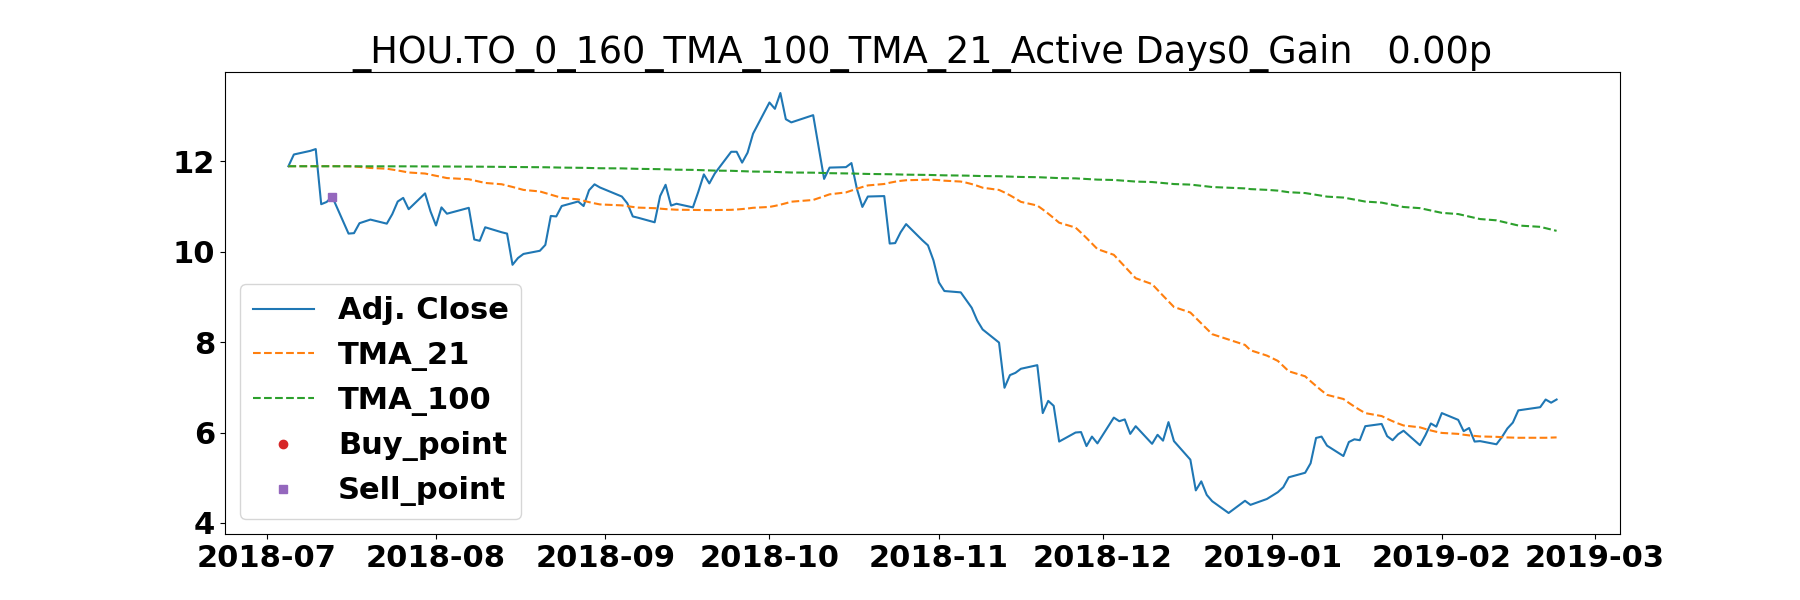 _HOU.TO_0_160_TMA_100_TMA_21_Active Days0_Gain   0.00p
12
10
8
6
4
Adj. Close
TMA_21
TMA_100
Buy_point
Sell_point
2018-07 2018-08 2018-09 2018-10 2018-11 2018-12 2019-01 2019-02 2019-03